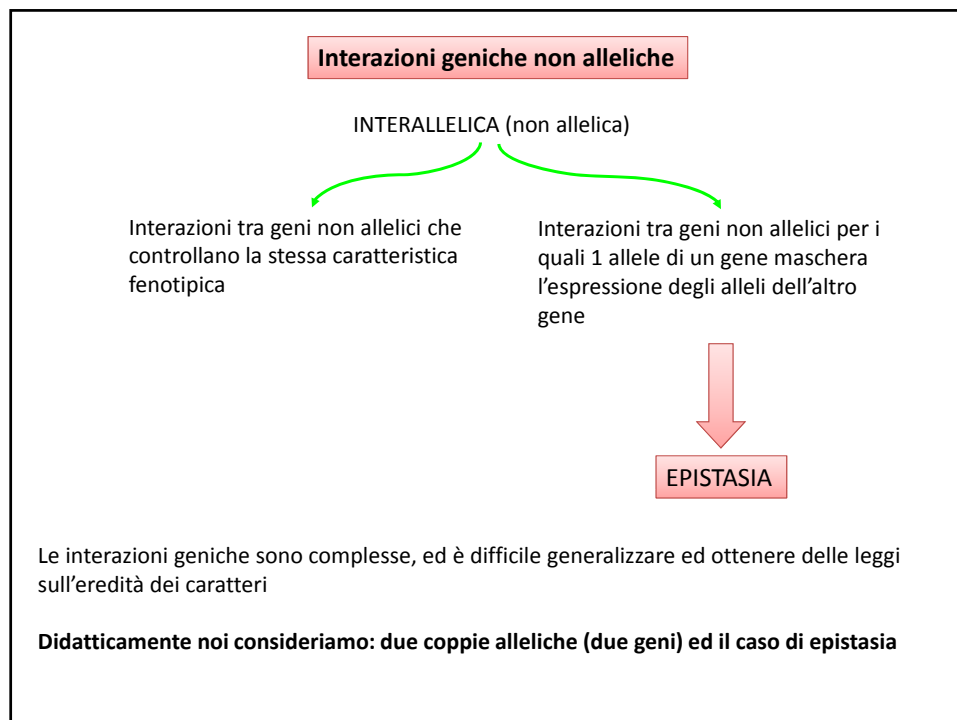 Interazioni geniche non alleliche
INTERALLELICA (non allelica)
Interazioni tra geni non allelici che
controllano la stessa caratteristica
fenotipica
Interazioni tra geni non allelici per i
quali 1 allele di un gene maschera
l’espressione degli alleli dell’altro
gene
EPISTASIA
Le interazioni geniche sono complesse, ed è difficile generalizzare ed ottenere delle leggi
sull’eredità dei caratteri
Didatticamente noi consideriamo: due coppie alleliche (due geni) ed il caso di epistasia